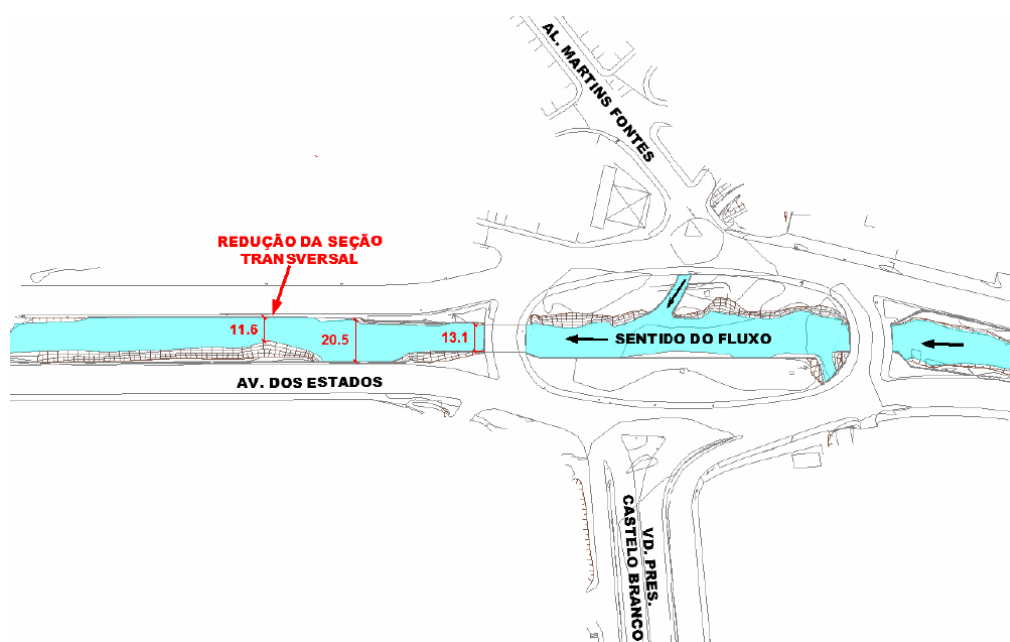 AL. MARTINS FONTES
REDUÇÃO DA SEÇÃO
TRANSVERSAL
11.6
20.5
13.1
SENTIDO DO FLUXO
AV. DOS ESTADOS
VD. PRES.
CASTELO BRANCO